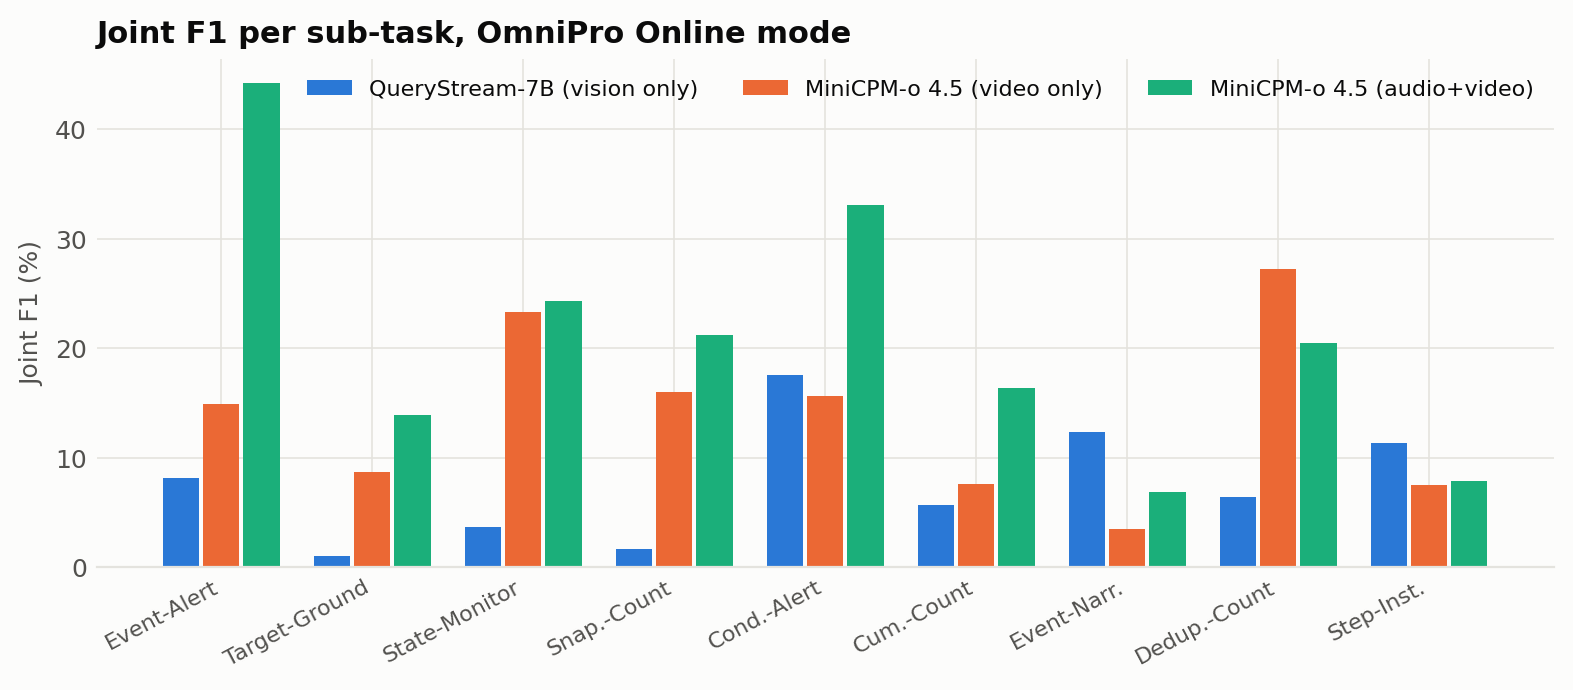 Joint F1 per sub-task, OmniPro Online mode
QueryStream-7B (vision only)
MiniCPM-o 4.5 (video only)
MiniCPM-o 4.5 (audio+video)
Joint F1 (%)
40
30
20
10
0
Event-Alert
Target-Ground
State-Monitor
Snap.-Count
Cond.-Alert
Cum.-Count
Event-Narr.
Dedup.-Count
Step-Inst.